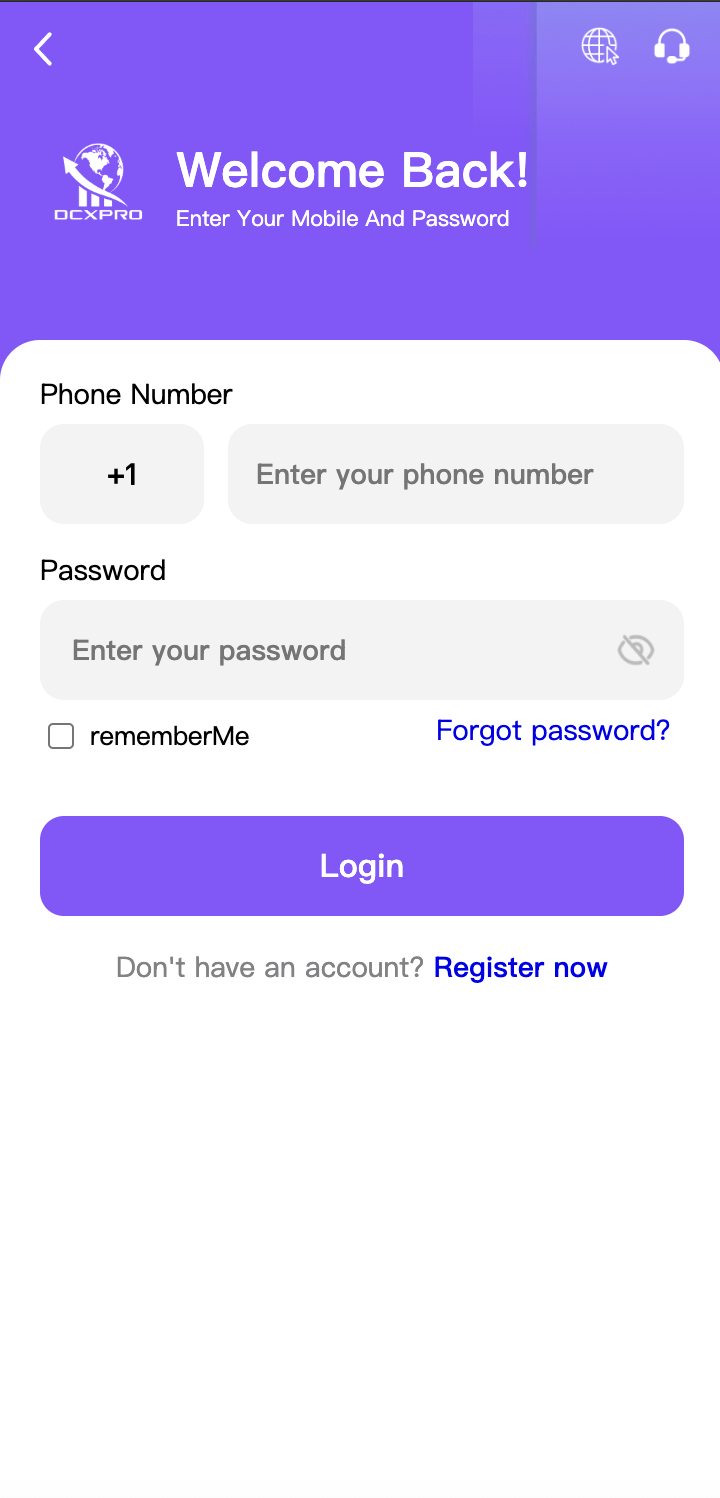 Welcome Back!
DCXPRO
Enter Your Mobile And Password
Phone Number
+1
Enter your phone number
Password
Enter your password
rememberMe
Forgot password?
Login
Don't have an account? Register now